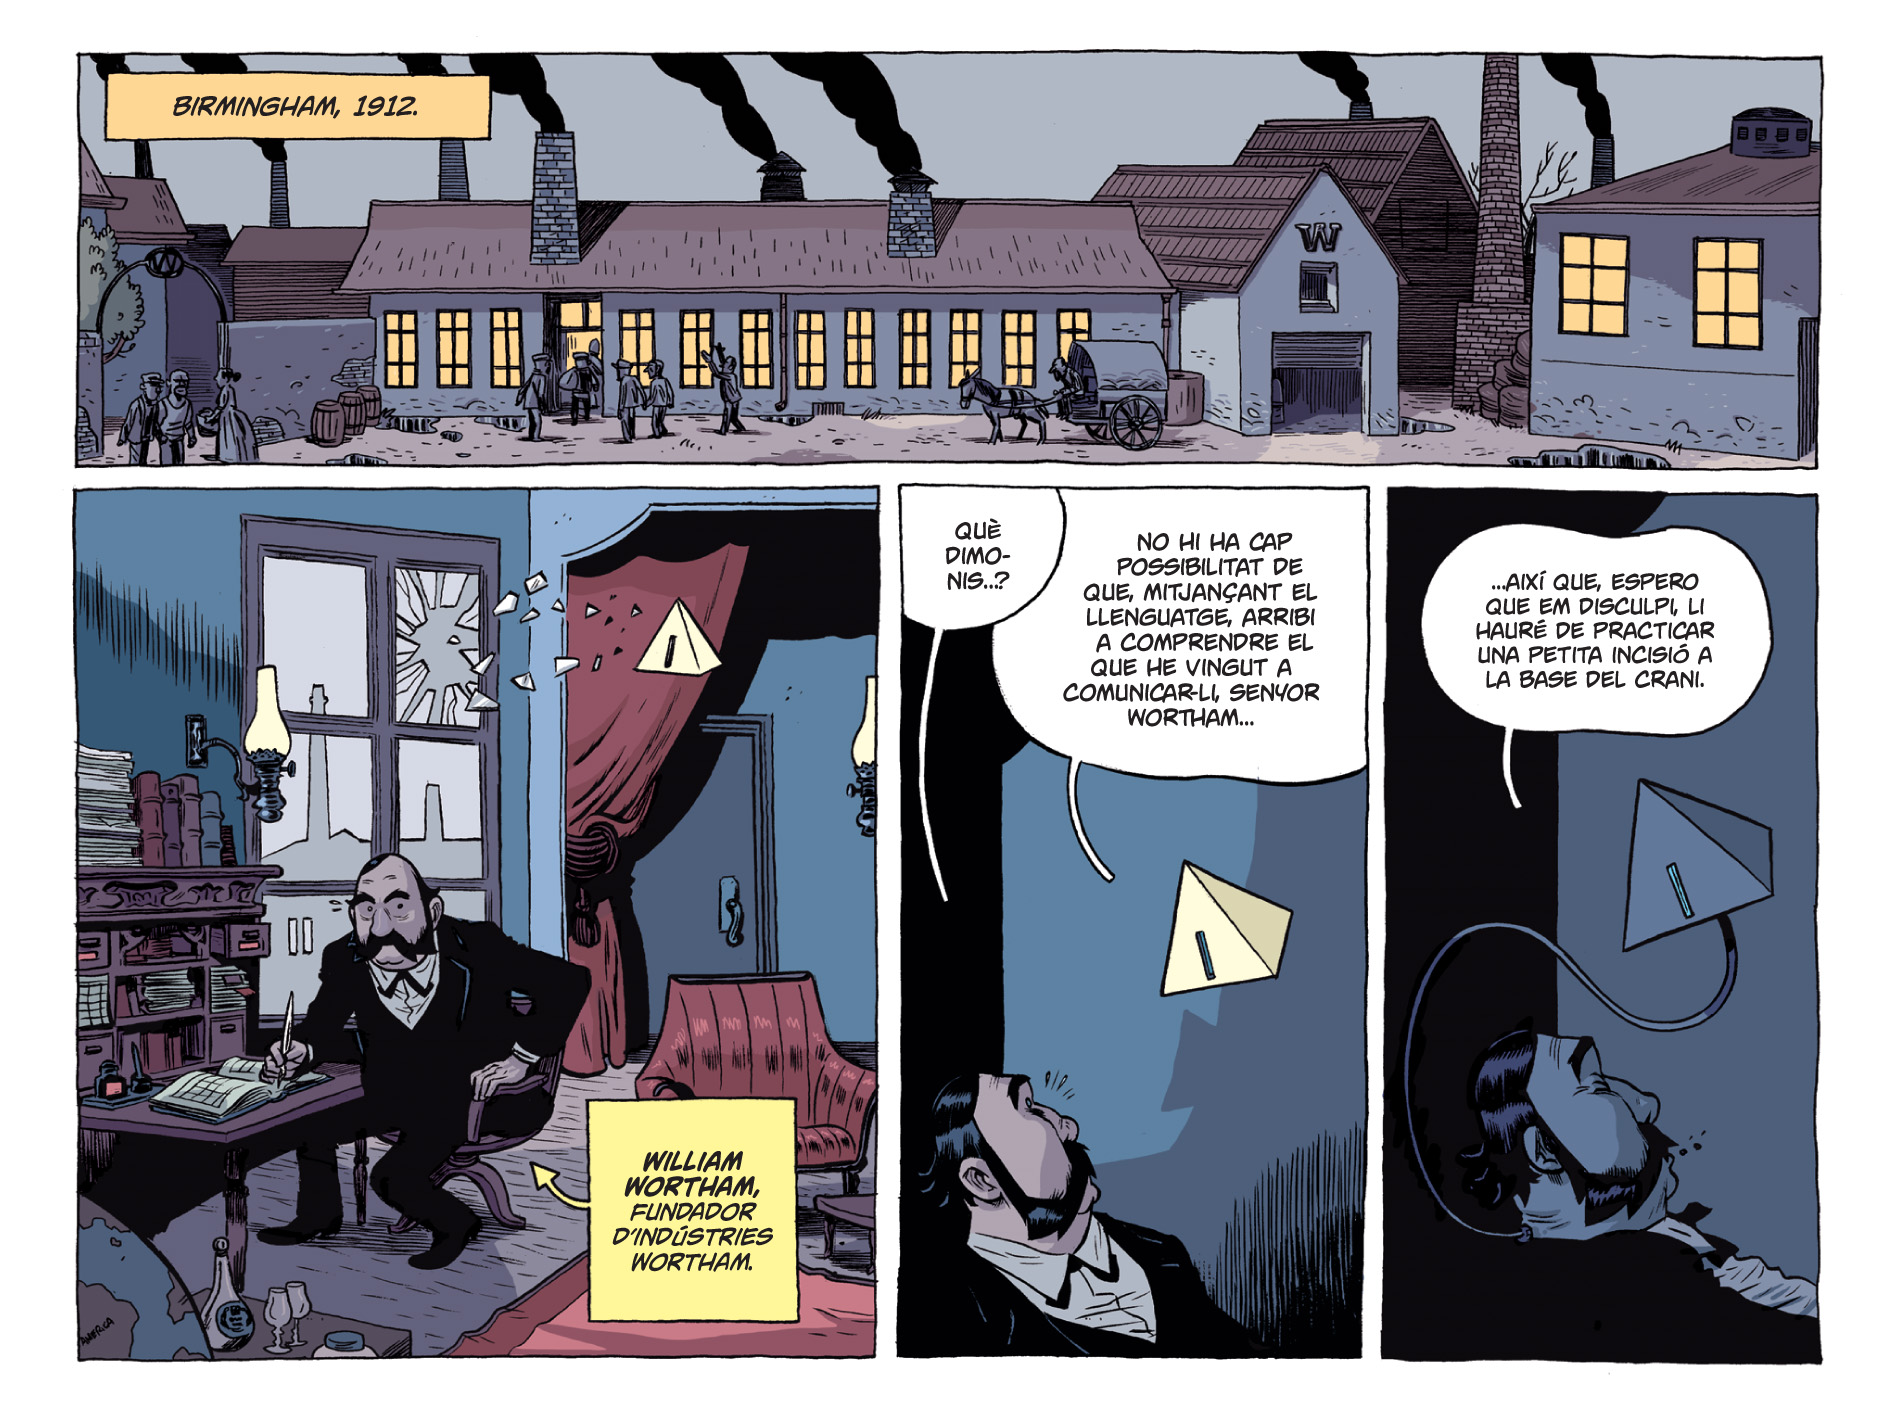 BIRMINGHAM, 1912.
W
W
AMERICA
WILLIAM
WORTHAM,
FUNDADOR
D'INDÚSTRIES
WORTHAM.
QUÈ
DIMO-
NIS...?
NO HI HA CAP
POSSIBILITAT DE
QUE, MITJANÇANT EL
LLENGUATGE, ARRIBI
A COMPRENDRE EL
QUE HE VINGUT A
COMUNICAR-LI, SENYOR
WORTHAM...
...AIXÍ QUE, ESPERO
QUE EM DISCULPI, LI
HAURÉ DE PRACTICAR
UNA PETITA INCISIÓ A
LA BASE DEL CRANI.